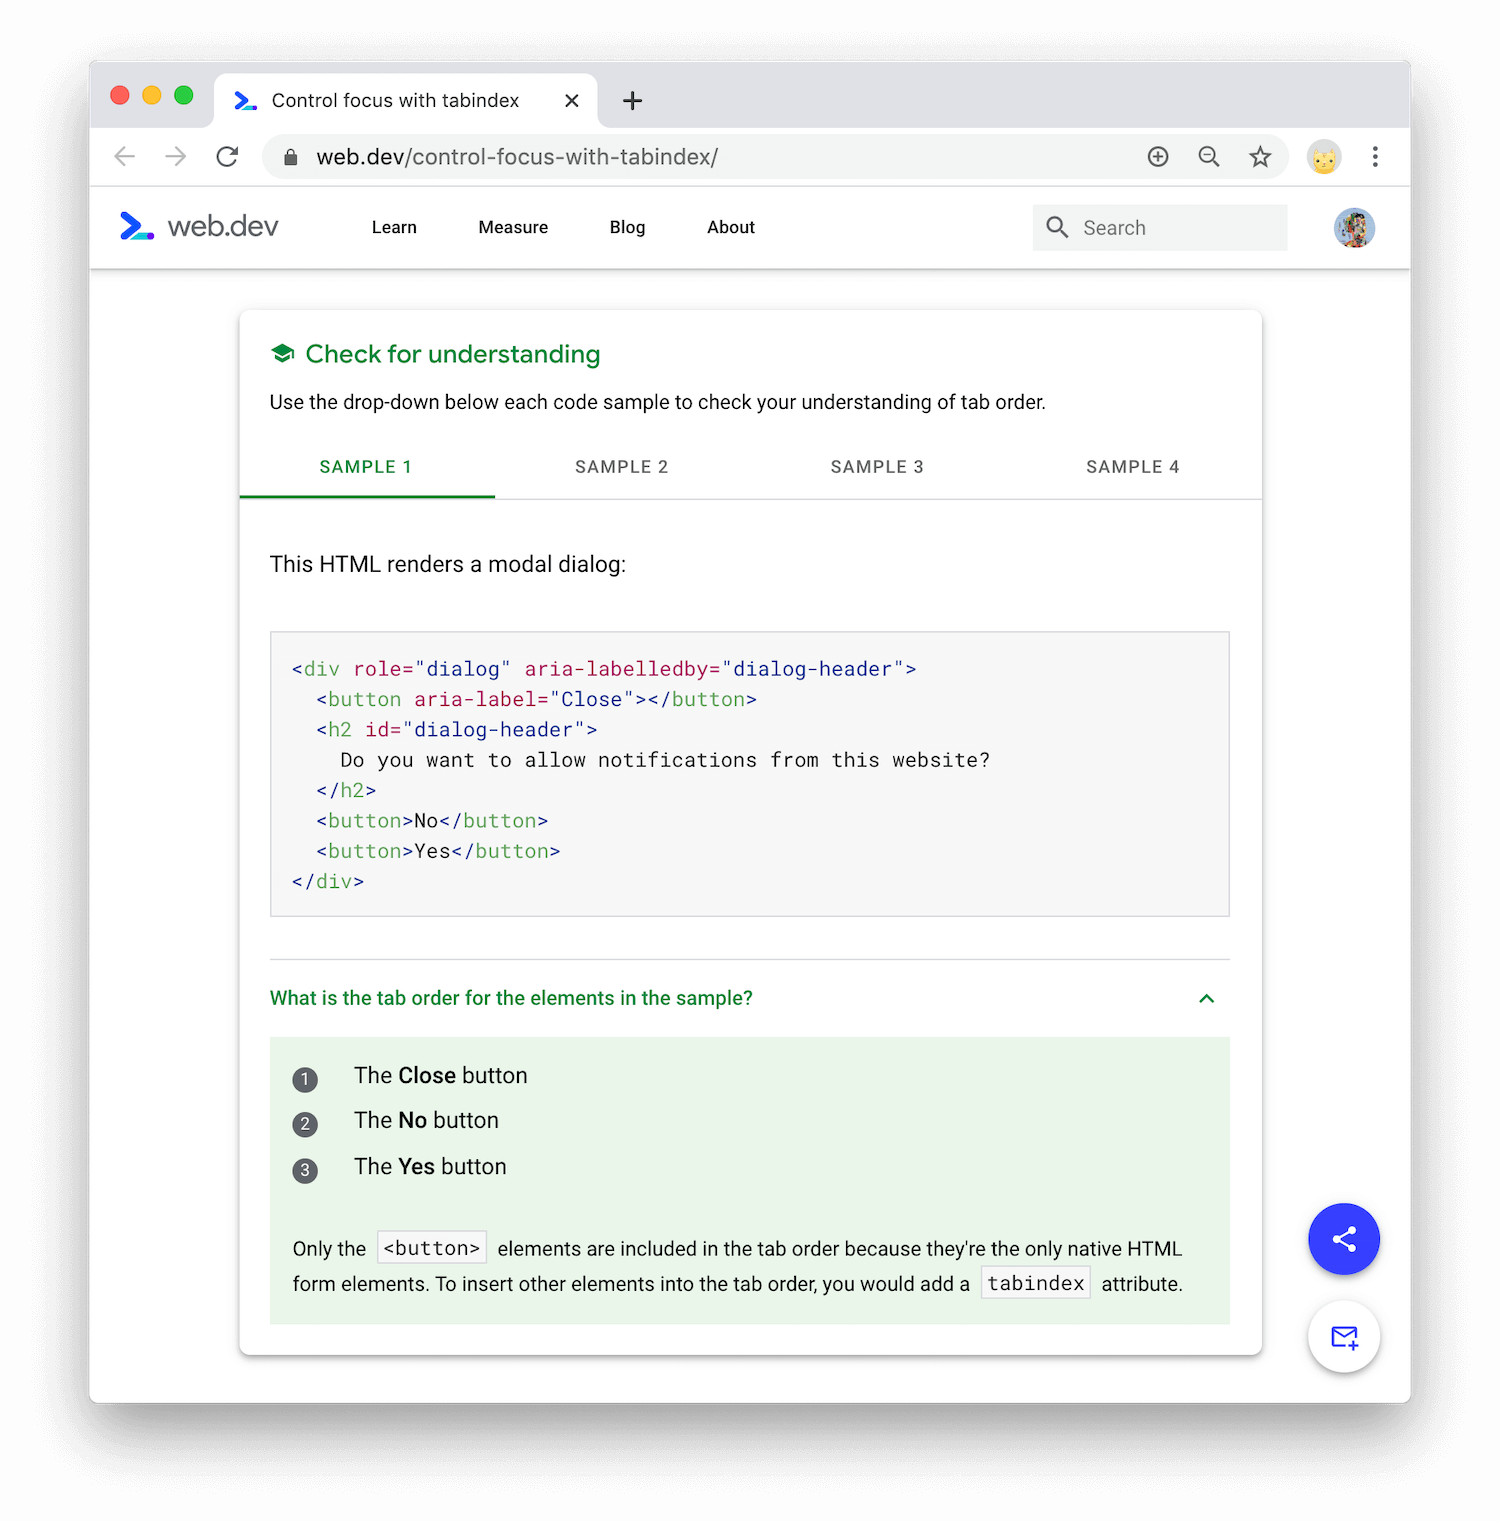 Control focus with tabindex
web.dev/control-focus-with-tabindex/
web.dev Learn Measure Blog About Search
Check for understanding
Use the drop-down below each code sample to check your understanding of tab order.
SAMPLE 1 SAMPLE 2 SAMPLE 3 SAMPLE 4
This HTML renders a modal dialog:
<div role="dialog" aria-labelledby="dialog-header">
  <button aria-label="Close"></button>
  <h2 id="dialog-header">
    Do you want to allow notifications from this website?
  </h2>
  <button>No</button>
  <button>Yes</button>
</div>
What is the tab order for the elements in the sample?
1 The Close button
2 The No button
3 The Yes button
Only the <button> elements are included in the tab order because they're the only native HTML
form elements. To insert other elements into the tab order, you would add a tabindex attribute.